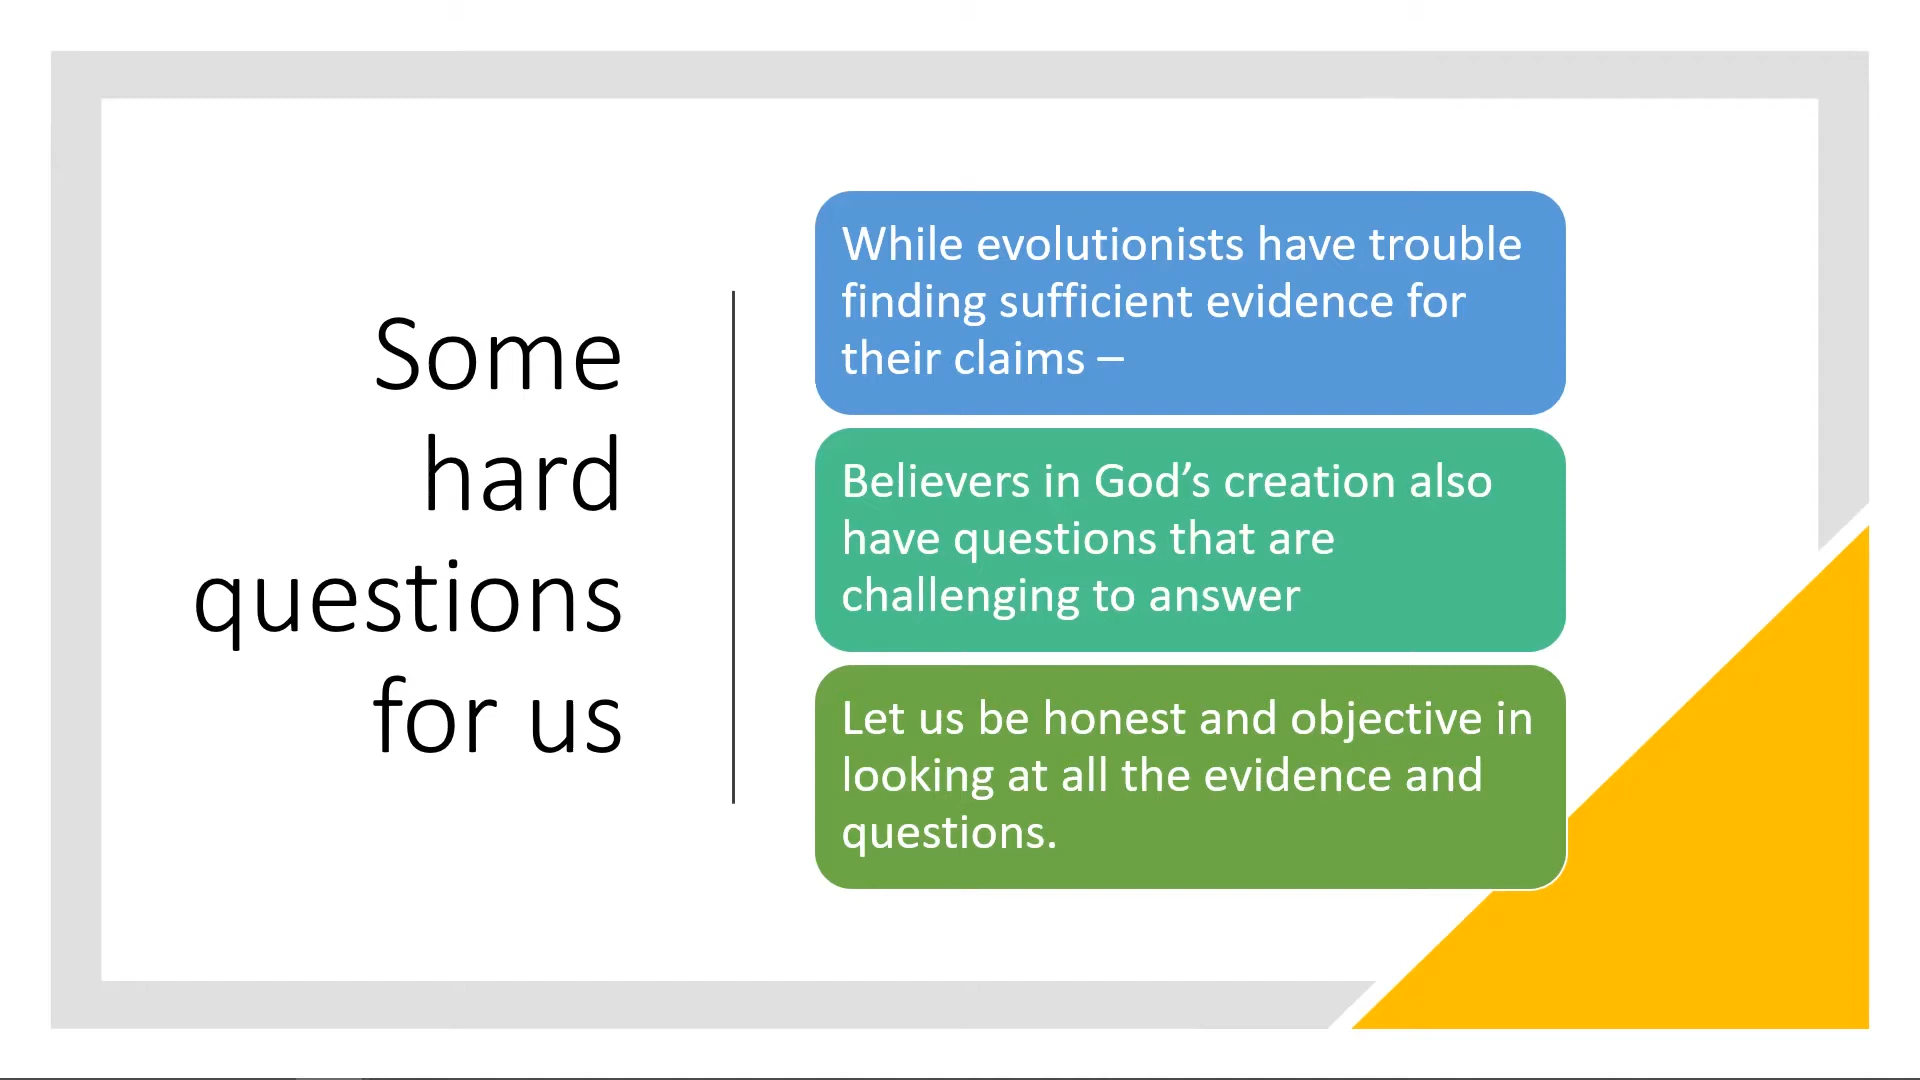 Some
hard
questions
for us
While evolutionists have trouble
finding sufficient evidence for
their claims –
Believers in God’s creation also
have questions that are
challenging to answer
Let us be honest and objective in
looking at all the evidence and
questions.